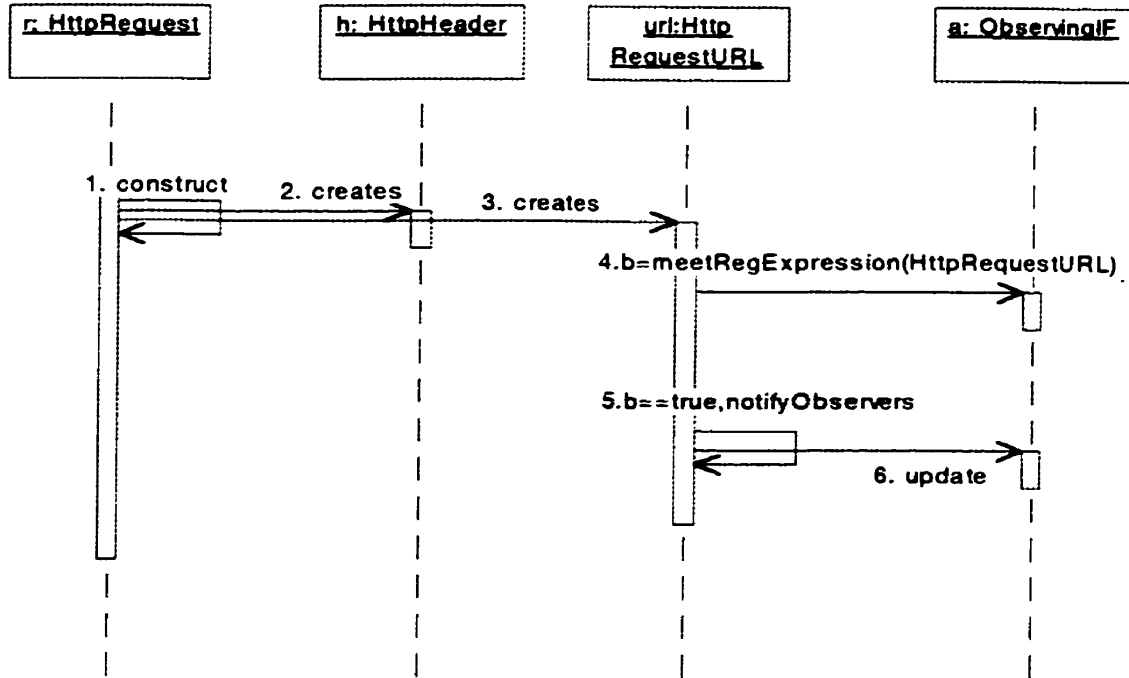 r: HttpRequest
h: HttpHeader
url:Http
RequestURL
a: ObservingIF
1. construct
2. creates
3. creates
4.b=meetRegExpression(HttpRequestURL)
5.b==true,notifyObservers
6. update